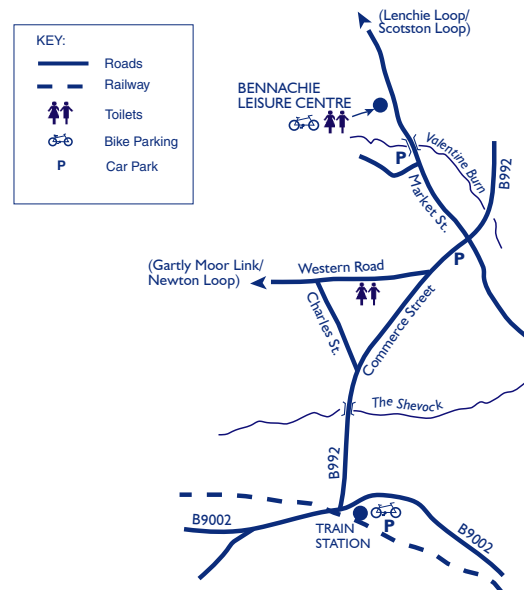 (Lenchie Loop/
Scotston Loop)
KEY:
Roads
Railway
Toilets
Bike Parking
P Car Park
BENNACHIE
LEISURE CENTRE
P
Valentine Burn
Market St.
B992
P
(Gartly Moor Link/
Newton Loop)
Western Road
Charles St.
Commerce Street
The Shevock
B992
B9002
TRAIN
STATION
P
B9002